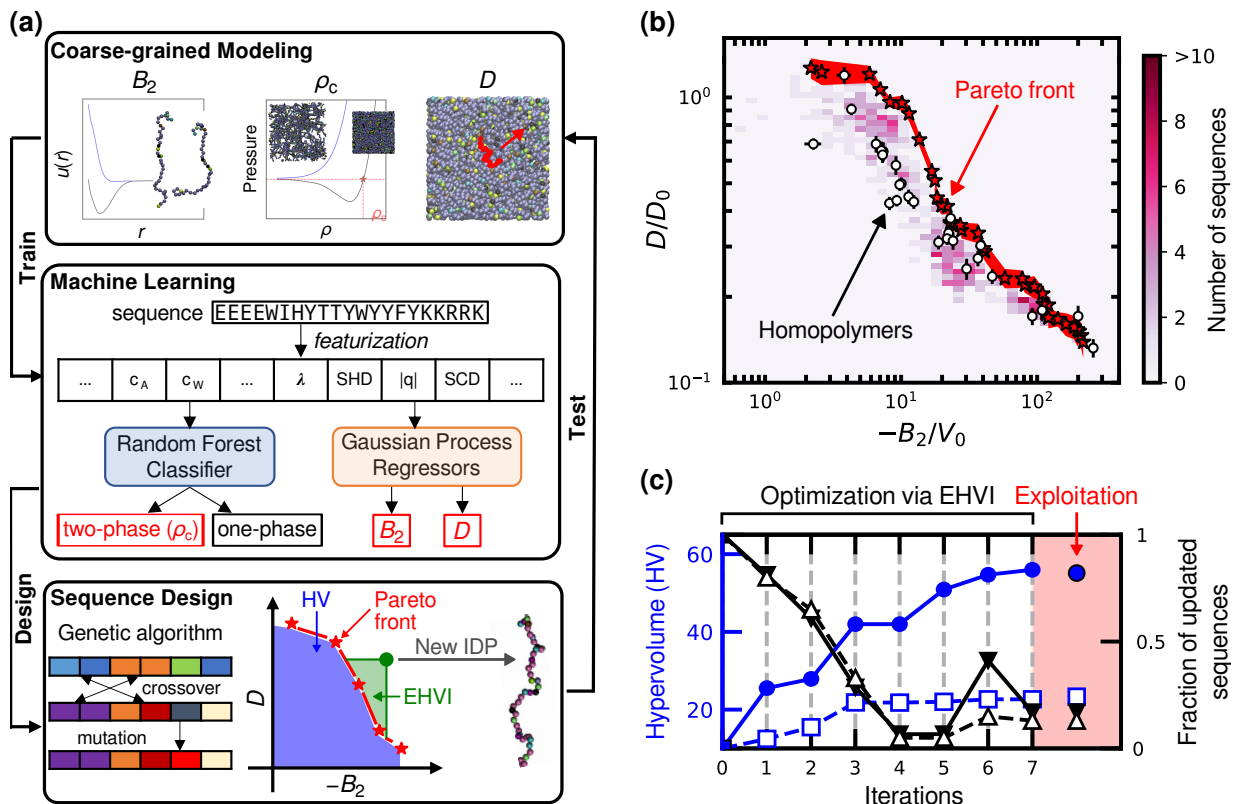 (a)
Coarse-grained Modeling
B2
ρc
D
u(r)
r
Pressure
ρc
ρ
Train
Test
Design
Machine Learning
sequence EEEEWIHYTTYWYYFYKKRRK
featurization
... cA cW ... λ SHD |q| SCD ...
Random Forest
Classifier
Gaussian Process
Regressors
two-phase (ρc)
one-phase
B2
D
Sequence Design
Genetic algorithm
crossover
mutation
HV
Pareto
front
New IDP
EHVI
D
−B2
(b)
D/D0
10^0
10^−1
Pareto front
Homopolymers
10^0 10^1 10^2
−B2/V0
>10
8
6
4
2
0
Number of sequences
(c)
Optimization via EHVI
Exploitation
Hypervolume (HV)
60
40
20
1
0.5
0
Fraction of updated
sequences
0 1 2 3 4 5 6 7
Iterations